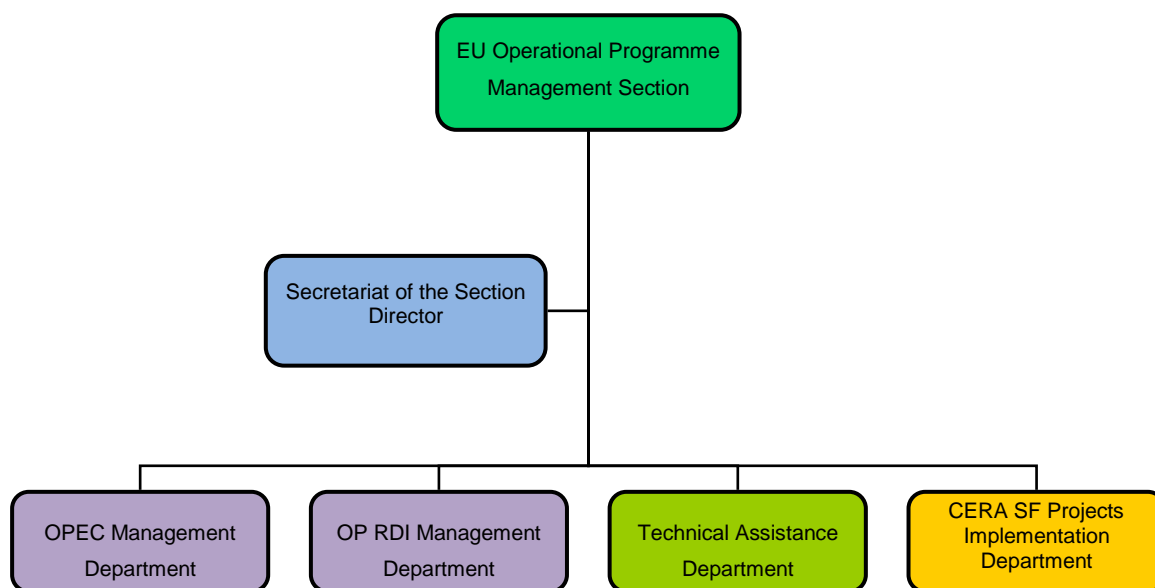 EU Operational Programme
Management Section
Secretariat of the Section
Director
OPEC Management
Department
OP RDI Management
Department
Technical Assistance
Department
CERA SF Projects
Implementation
Department